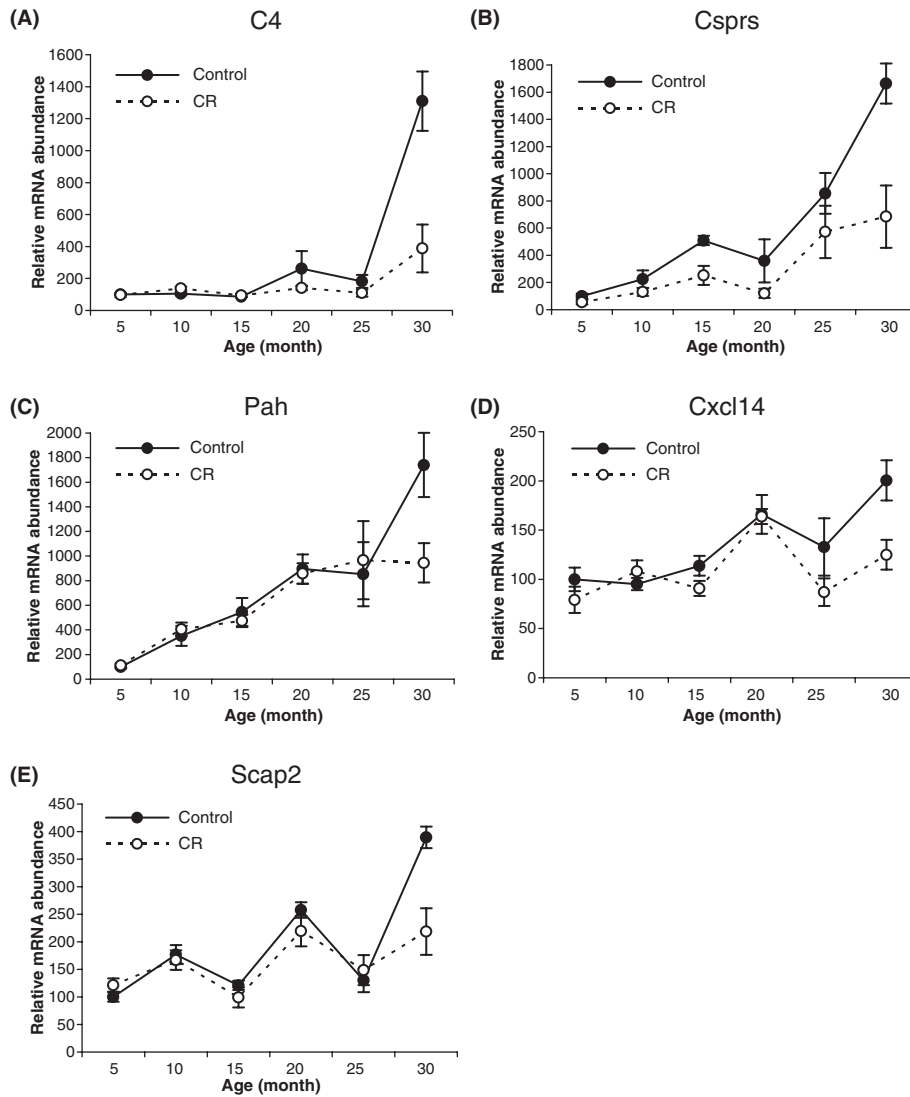 (A) C4
Relative mRNA abundance
1600
1400
1200
1000
800
600
400
200
0
Control
CR
5 10 15 20 25 30
Age (month)
(B) Csprs
Relative mRNA abundance
1800
1600
1400
1200
1000
800
600
400
200
0
Control
CR
5 10 15 20 25 30
Age (month)
(C) Pah
Relative mRNA abundance
2000
1800
1600
1400
1200
1000
800
600
400
200
0
Control
CR
5 10 15 20 25 30
Age (month)
(D) Cxcl14
Relative mRNA abundance
250
200
150
100
50
0
Control
CR
5 10 15 20 25 30
Age (month)
(E) Scap2
Relative mRNA abundance
450
400
350
300
250
200
150
100
50
0
Control
CR
5 10 15 20 25 30
Age (month)